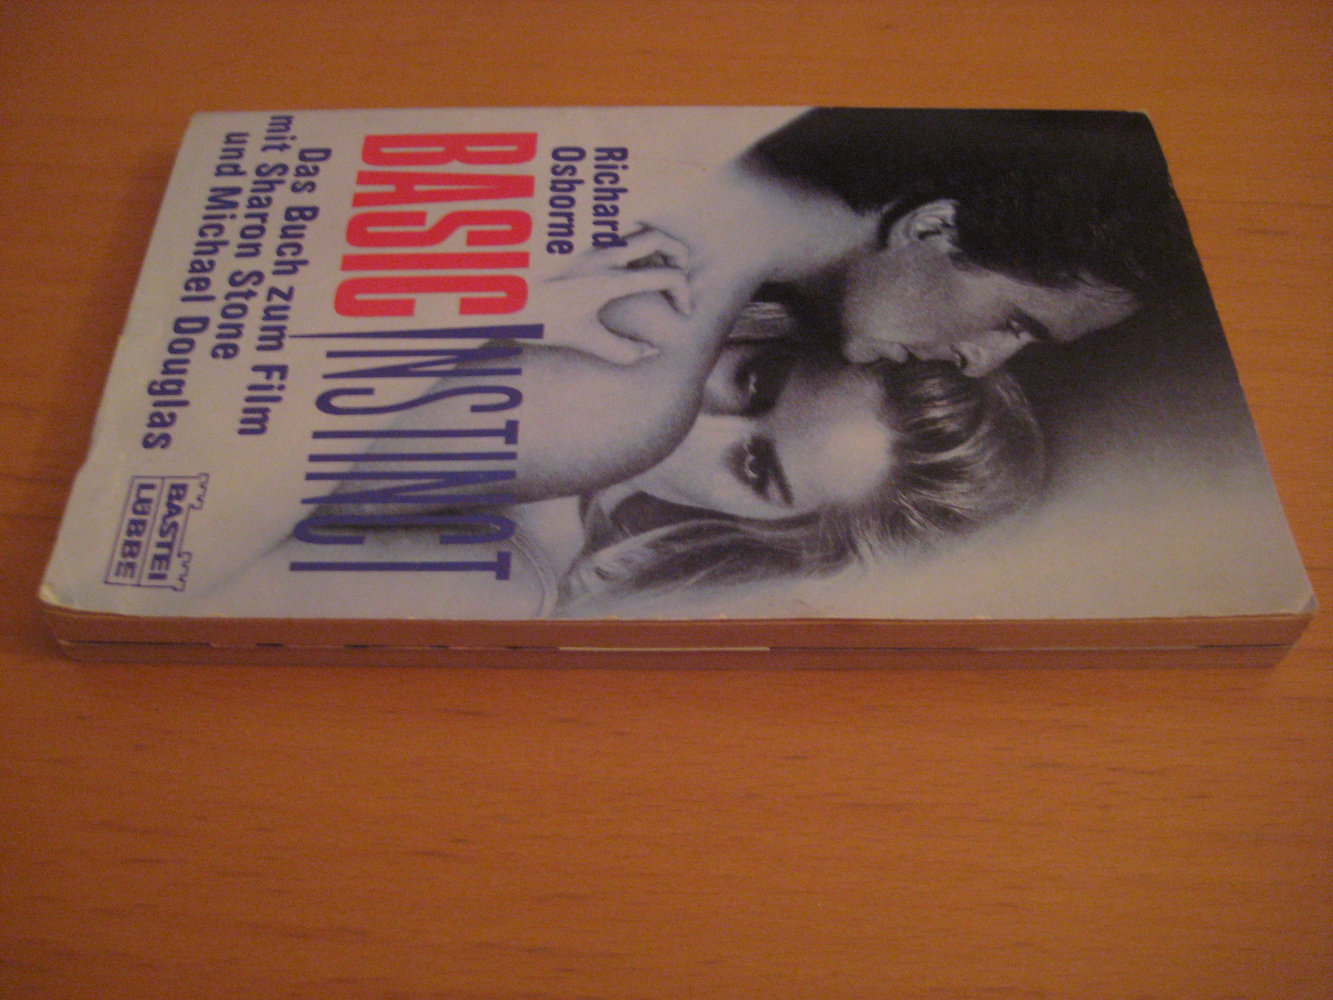 Richard
Osborne
BASIC INSTINCT
Das Buch zum Film
mit Sharon Stone
und Michael Douglas
BASTEI
LÜBBE